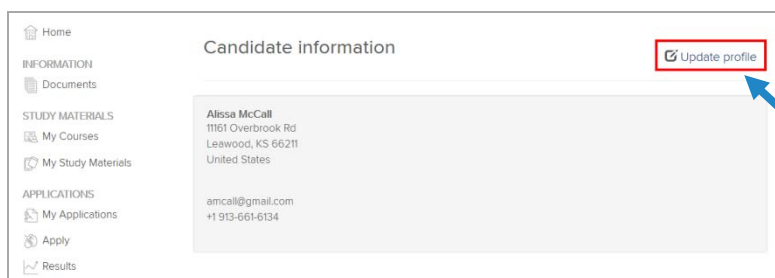 Home
INFORMATION
Documents
STUDY MATERIALS
My Courses
My Study Materials
APPLICATIONS
My Applications
Apply
Results
Candidate information
Update profile
Alissa McCall
11161 Overbrook Rd
Leawood, KS 66211
United States
amcall@gmail.com
+1 913-661-6134